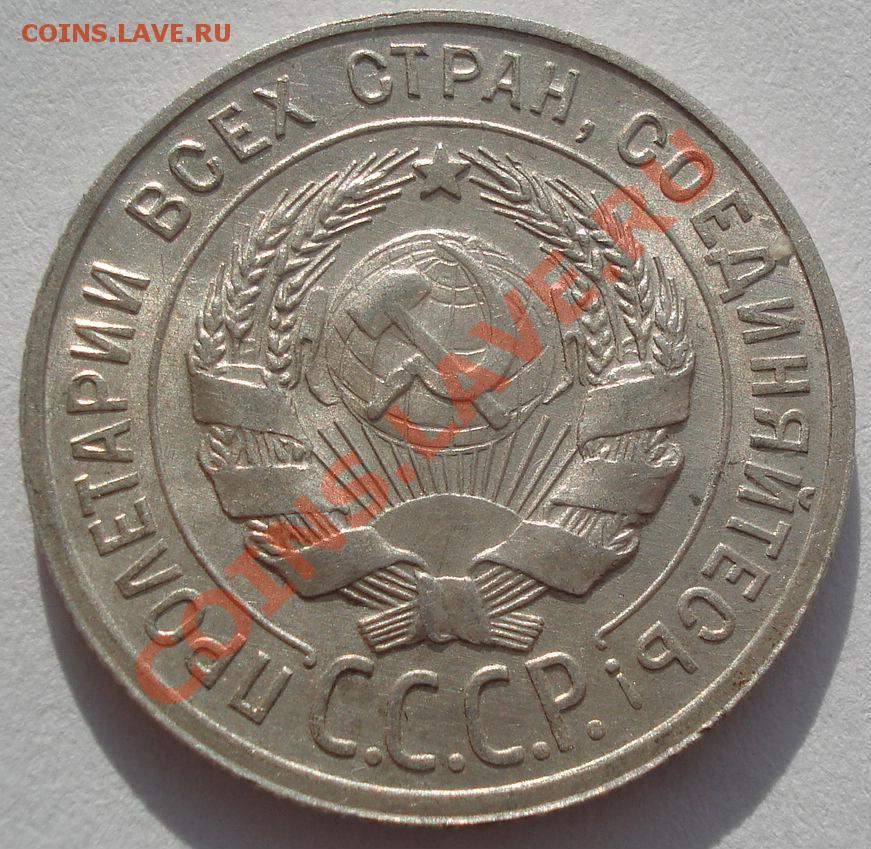 COINS.LAVE.RU
ПРОЛЕТАРИИ ВСЕХ СТРАН, СОЕДИНЯЙТЕСЬ!
COINS.LAVE.RU
С.С.С.Р.